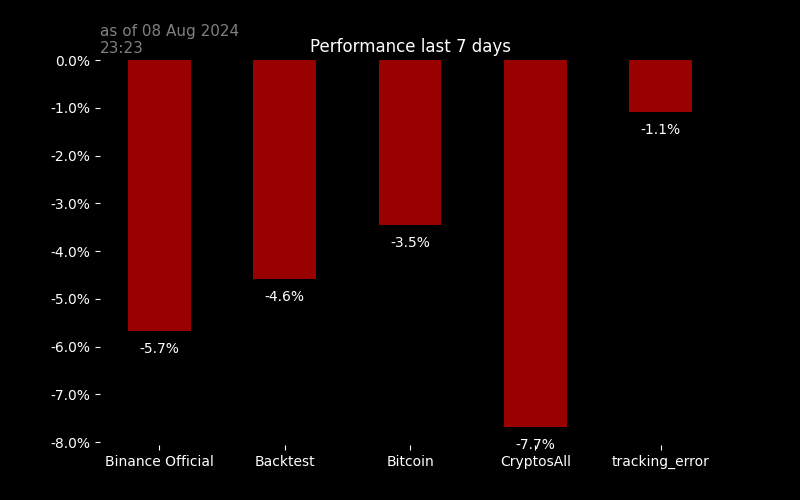 as of 08 Aug 2024
23:23
Performance last 7 days
0.0%
-1.0%
-2.0%
-3.0%
-4.0%
-5.0%
-6.0%
-7.0%
-8.0%
-5.7%
-4.6%
-3.5%
-7.7%
-1.1%
Binance Official
Backtest
Bitcoin
CryptosAll
tracking_error